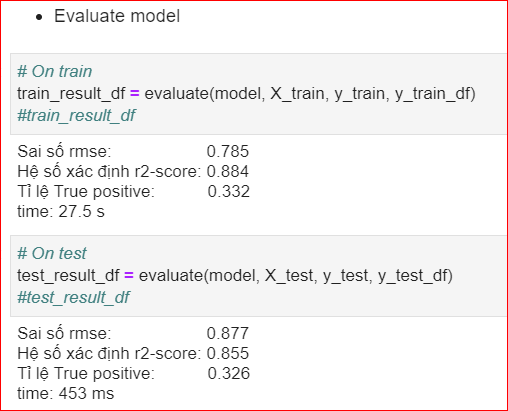 • Evaluate model
# On train
train_result_df = evaluate(model, X_train, y_train, y_train_df)
#train_result_df
Sai số rmse: 0.785
Hệ số xác định r2-score: 0.884
Tỉ lệ True positive: 0.332
time: 27.5 s
# On test
test_result_df = evaluate(model, X_test, y_test, y_test_df)
#test_result_df
Sai số rmse: 0.877
Hệ số xác định r2-score: 0.855
Tỉ lệ True positive: 0.326
time: 453 ms